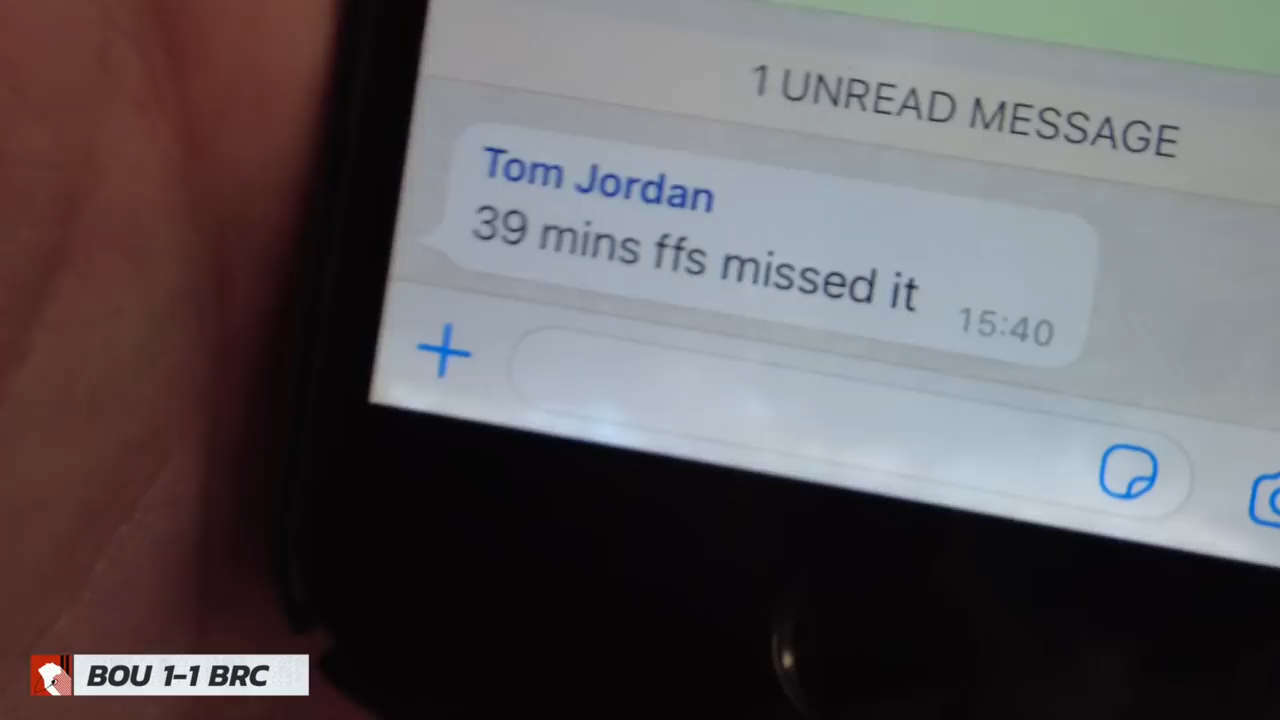 1 UNREAD MESSAGE
Tom Jordan
39 mins ffs missed it
15:40
BOU 1-1 BRC